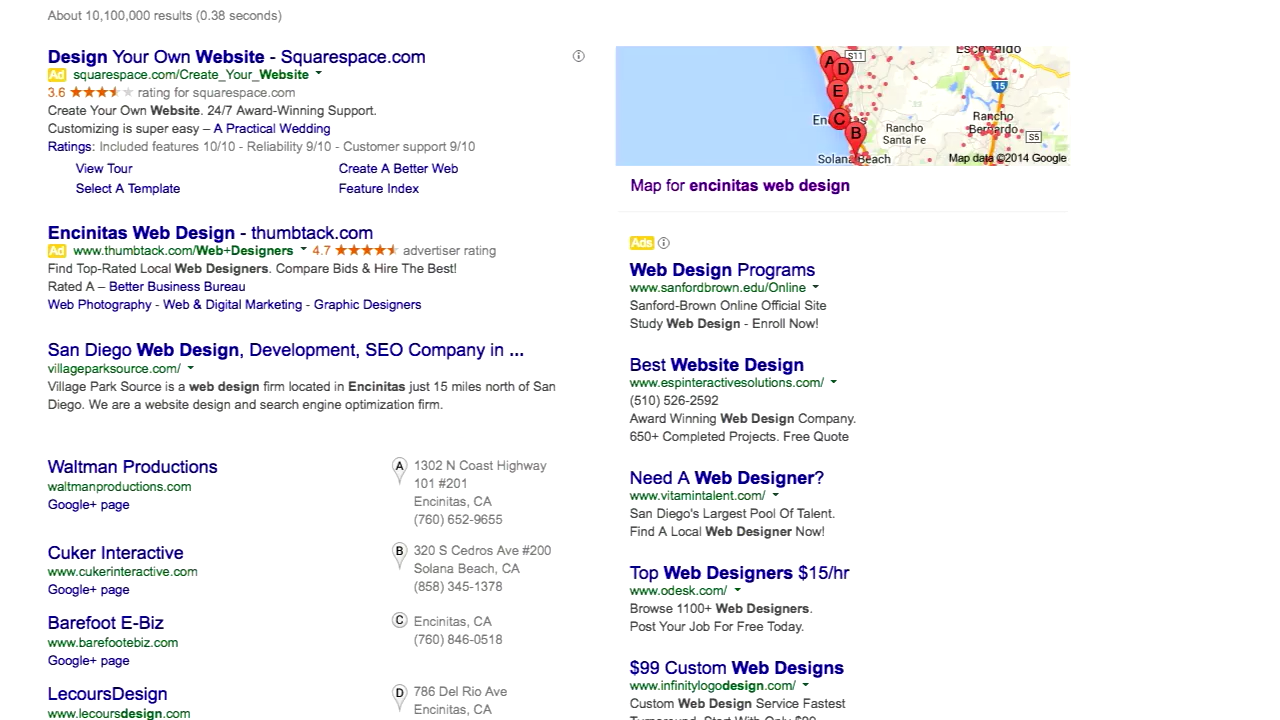 About 10,100,000 results (0.38 seconds)
Design Your Own Website - Squarespace.com
Ad squarespace.com/Create_Your_Website
3.6 rating for squarespace.com
Create Your Own Website. 24/7 Award-Winning Support.
Customizing is super easy – A Practical Wedding
Ratings: Included features 10/10 - Reliability 9/10 - Customer support 9/10
View Tour Create A Better Web
Select A Template Feature Index
Encinitas Web Design - thumbtack.com
Ad www.thumbtack.com/Web+Designers 4.7 advertiser rating
Find Top-Rated Local Web Designers. Compare Bids & Hire The Best!
Rated A – Better Business Bureau
Web Photography - Web & Digital Marketing - Graphic Designers
San Diego Web Design, Development, SEO Company in ...
villageparksource.com/
Village Park Source is a web design firm located in Encinitas just 15 miles north of San
Diego. We are a website design and search engine optimization firm.
Waltman Productions
waltmanproductions.com
Google+ page
A 1302 N Coast Highway
101 #201
Encinitas, CA
(760) 652-9655
Cuker Interactive
www.cukerinteractive.com
Google+ page
B 320 S Cedros Ave #200
Solana Beach, CA
(858) 345-1378
Barefoot E-Biz
www.barefootebiz.com
Google+ page
C Encinitas, CA
(760) 846-0518
LecoursDesign
www.lecoursdesign.com
D 786 Del Rio Ave
Encinitas, CA
Escondido
S11
A
D
E
15
C
B
Rancho
Santa Fe
Rancho
Bernardo
S5
Solana Beach
Map data ©2014 Google
Map for encinitas web design
Ads
Web Design Programs
www.sanfordbrown.edu/Online
Sanford-Brown Online Official Site
Study Web Design - Enroll Now!
Best Website Design
www.espinteractivesolutions.com/
(510) 526-2592
Award Winning Web Design Company.
650+ Completed Projects. Free Quote
Need A Web Designer?
www.vitamintalent.com/
San Diego's Largest Pool Of Talent.
Find A Local Web Designer Now!
Top Web Designers $15/hr
www.odesk.com/
Browse 1100+ Web Designers.
Post Your Job For Free Today.
$99 Custom Web Designs
www.infinitylogodesign.com/
Custom Web Design Service Fastest
Turnaround. Start With Only $99